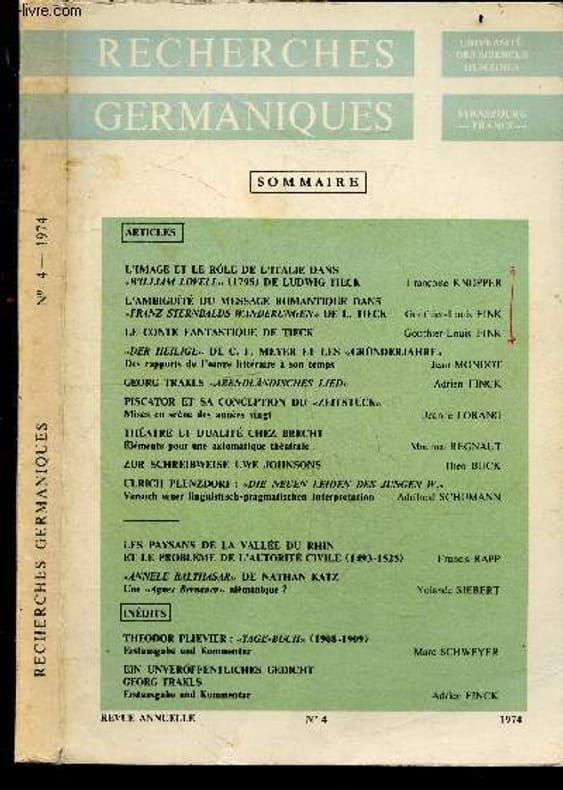 -livre.com
RECHERCHES
GERMANIQUES
UNIVERSITÉ
DES SCIENCES
HUMAINES
STRASBOURG
—FRANCE—
SOMMAIRE
ARTICLES
L'IMAGE ET LE RÔLE DE L'ITALIE DANS
«WILLIAM LOVELL» (1795) DE LUDWIG TIECK Françoise KNOPPER
L'AMBIGUÏTÉ DU MESSAGE ROMANTIQUE DANS
«FRANZ STERNBALDS WANDERUNGEN» DE L. TIECK Gonthier-Louis FINK
LE CONTE FANTASTIQUE DE TIECK Gonthier-Louis FINK
«DER HEILIGE» DE C. F. MEYER ET LES «GRÜNDERJAHRE»
Des rapports de l'œuvre littéraire à son temps Jean MONDOT
GEORG TRAKLS «ABENDLÄNDISCHES LIED» Adrien FINCK
PISCATOR ET SA CONCEPTION DU «ZEITSTÜCK»
Mises en scène des années vingt Jeanne LORANG
THÉÂTRE ET DUALITÉ CHEZ BRECHT
Éléments pour une axiomatique théâtrale Maurice REGNAUT
ZUR SCHREIBWEISE UWE JOHNSONS Theo BUCK
ULRICH PLENZDORF : «DIE NEUEN LEIDEN DES JUNGEN W.»
Versuch einer linguistisch-pragmatischen Interpretation Adelheid SCHUMANN
LES PAYSANS DE LA VALLÉE DU RHIN
ET LE PROBLÈME DE L'AUTORITÉ CIVILE (1493-1525) Francis RAPP
«ANNELE BALTHASAR» DE NATHAN KATZ
Une «Agnes Bernauer» alémanique ? Yolande SIEBERT
INÉDITS
THEODOR PLIEVIER : «TAGE-BUCH» (1908-1909)
Erstausgabe und Kommentar Marc SCHWEYER
EIN UNVERÖFFENTLICHES GEDICHT
GEORG TRAKLS
Erstausgabe und Kommentar Adrien FINCK
REVUE ANNUELLE N° 4 1974
RECHERCHES GERMANIQUES N° 4 — 1974